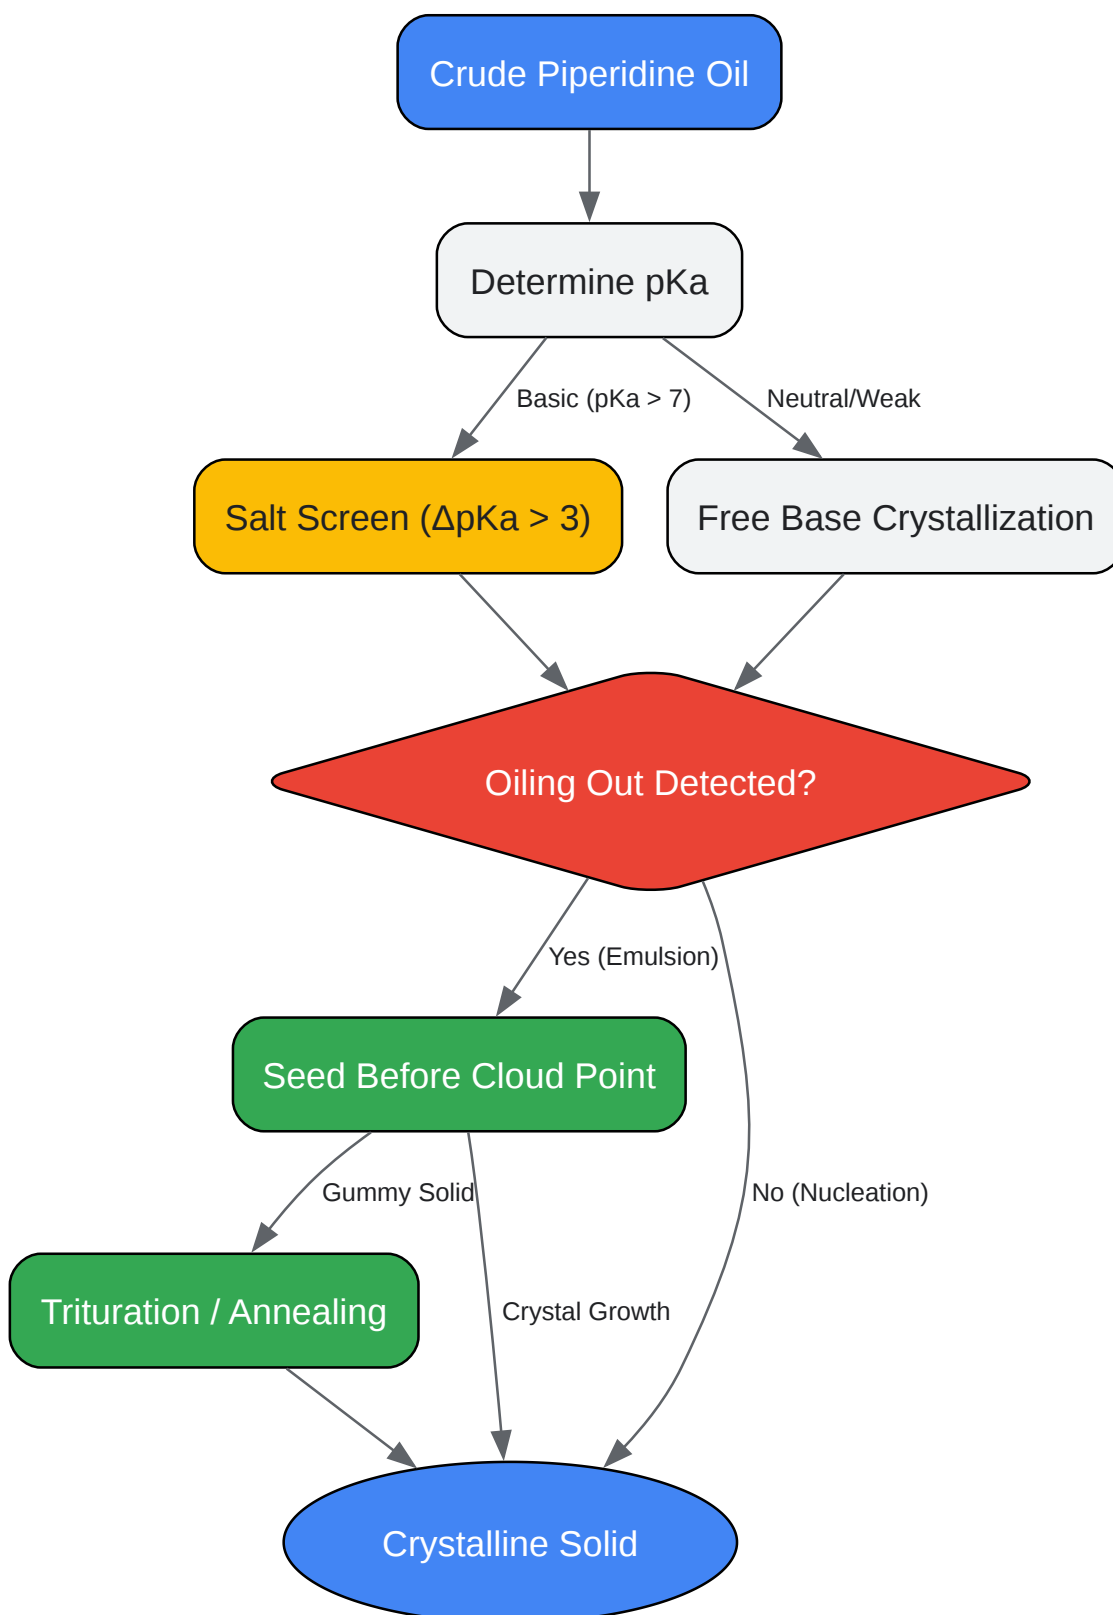 Crude Piperidine Oil
Determine pKa
Basic (pKa > 7)
Neutral/Weak
Salt Screen (ΔpKa > 3)
Free Base Crystallization
Oiling Out Detected?
Yes (Emulsion)
Seed Before Cloud Point
Gummy Solid
No (Nucleation)
Trituration / Annealing
Crystal Growth
Crystalline Solid